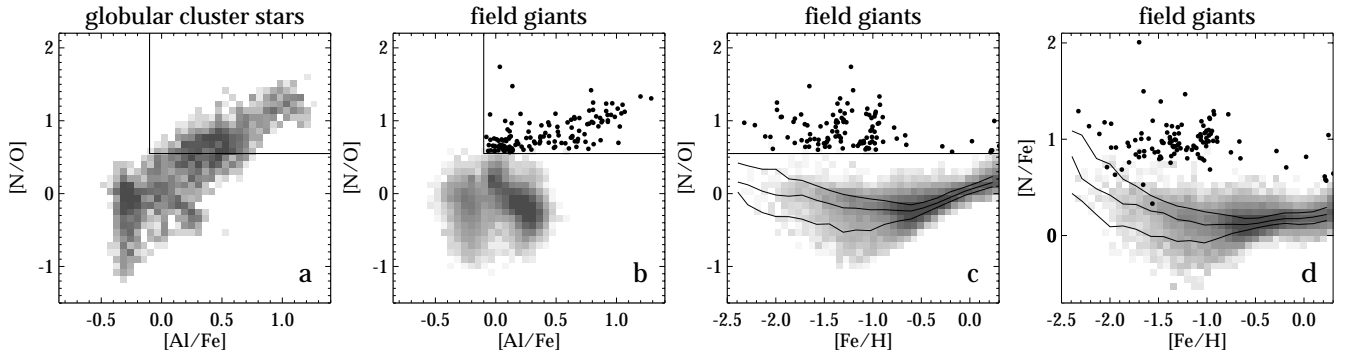 globular cluster stars
field giants
field giants
field giants
2
1
0
-1
[N/O]
a
-0.5 0.0 0.5 1.0
[Al/Fe]
2
1
0
-1
[N/O]
b
-0.5 0.0 0.5 1.0
[Al/Fe]
2
1
0
-1
[N/O]
c
-2.5 -2.0 -1.5 -1.0 -0.5 0.0
[Fe/H]
2
1
0
[N/Fe]
d
-2.5 -2.0 -1.5 -1.0 -0.5 0.0
[Fe/H]